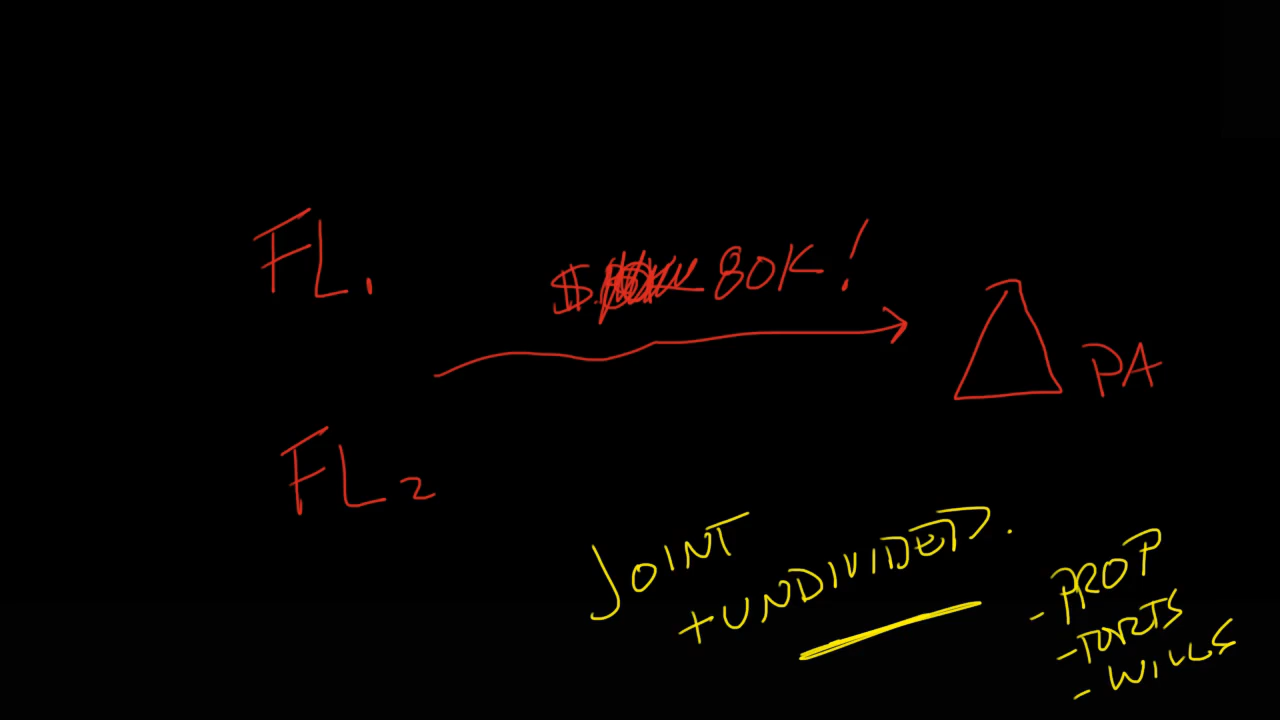 FL1
$ 80K!
PA
FL2
JOINT
+ UNDIVIDED.
- PROP
- TORTS
- WILLS